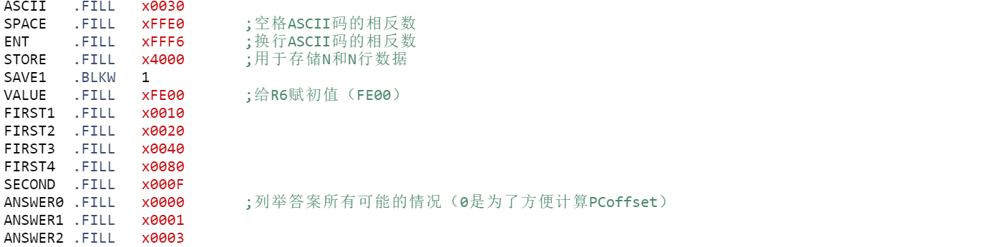 ASCII .FILL x0030
SPACE .FILL xFFE0 ;空格ASCII码的相反数
ENT .FILL xFFF6 ;换行ASCII码的相反数
STORE .FILL x4000 ;用于存储N和N行数据
SAVE1 .BLKW 1
VALUE .FILL xFE00 ;给R6赋初值（FE00）
FIRST1 .FILL x0010
FIRST2 .FILL x0020
FIRST3 .FILL x0040
FIRST4 .FILL x0080
SECOND .FILL x000F
ANSWER0 .FILL x0000 ;列举答案所有可能的情况（0是为了方便计算PCoffset）
ANSWER1 .FILL x0001
ANSWER2 .FILL x0003